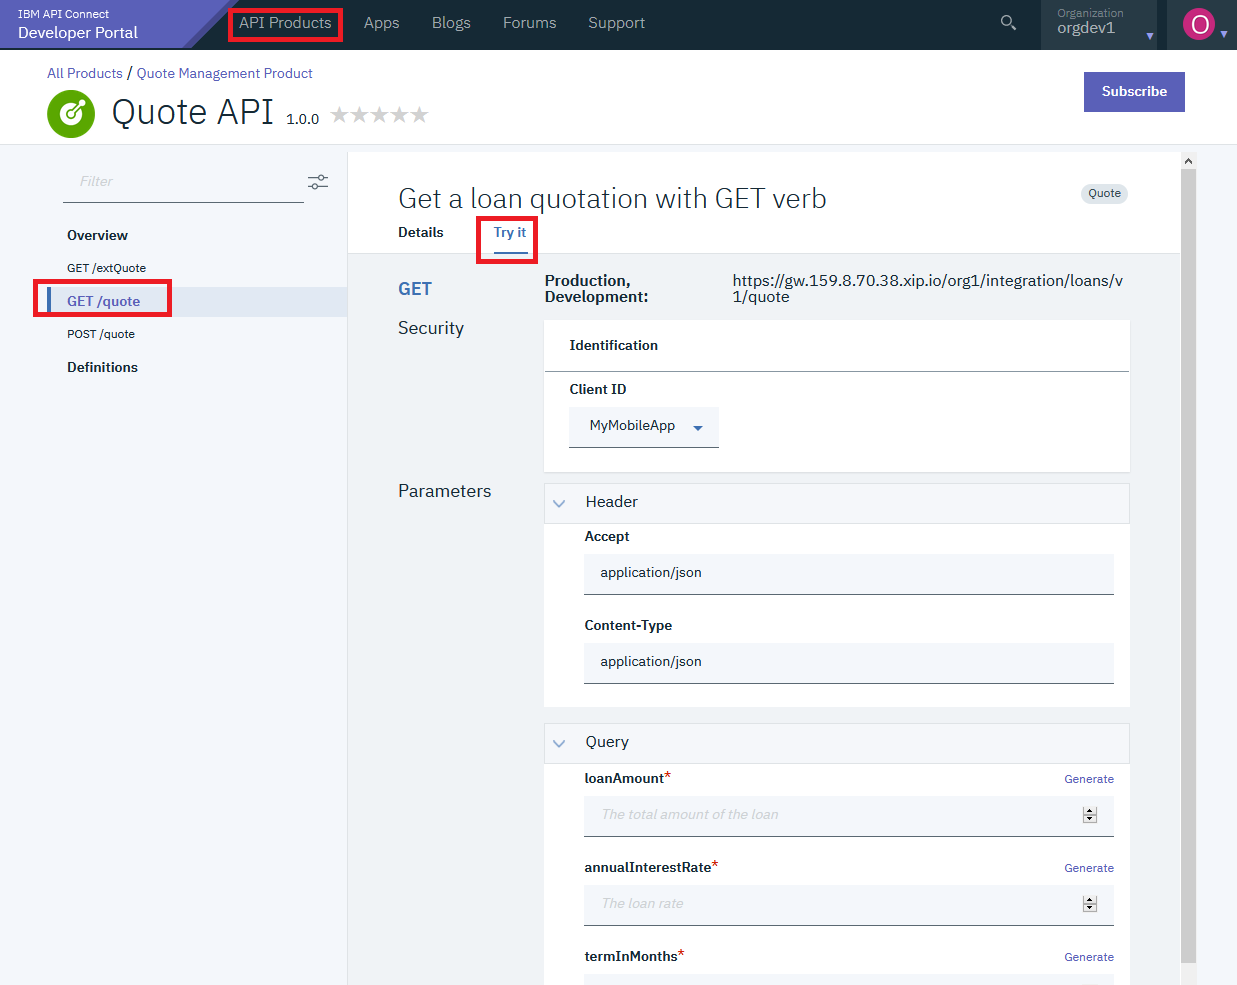 IBM API Connect
Developer Portal
API Products
Apps
Blogs
Forums
Support
Organization
orgdev1
O
All Products / Quote Management Product
Quote API 1.0.0
Subscribe
Filter
Overview
GET /extQuote
GET /quote
POST /quote
Definitions
Get a loan quotation with GET verb
Quote
Details
Try it
GET
Production,
Development:
https://gw.159.8.70.38.xip.io/org1/integration/loans/v
1/quote
Security
Identification
Client ID
MyMobileApp
Parameters
Header
Accept
application/json
Content-Type
application/json
Query
loanAmount*
Generate
The total amount of the loan
annualInterestRate*
Generate
The loan rate
termInMonths*
Generate